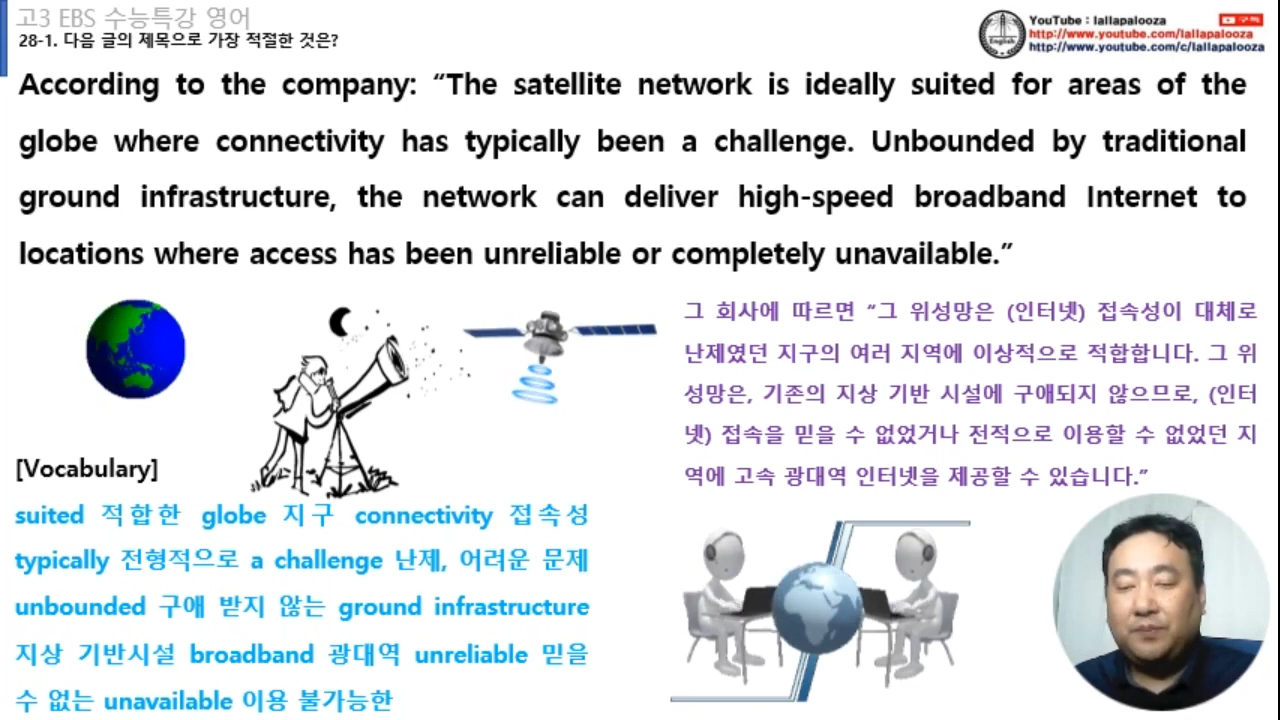 고3 EBS 수능특강 영어
28-1. 다음 글의 제목으로 가장 적절한 것은?
YouTube : lallapalooza
구독
http://www.youtube.com/lallapalooza
http://www.youtube.com/c/lallapalooza
English
According to the company: “The satellite network is ideally suited for areas of the
globe where connectivity has typically been a challenge. Unbounded by traditional
ground infrastructure, the network can deliver high-speed broadband Internet to
locations where access has been unreliable or completely unavailable.”
그 회사에 따르면 “그 위성망은 (인터넷) 접속성이 대체로
난제였던 지구의 여러 지역에 이상적으로 적합합니다. 그 위
성망은, 기존의 지상 기반 시설에 구애되지 않으므로, (인터
넷) 접속을 믿을 수 없었거나 전적으로 이용할 수 없었던 지
역에 고속 광대역 인터넷을 제공할 수 있습니다.”
[Vocabulary]
suited 적합한 globe 지구 connectivity 접속성
typically 전형적으로 a challenge 난제, 어려운 문제
unbounded 구애 받지 않는 ground infrastructure
지상 기반시설 broadband 광대역 unreliable 믿을
수 없는 unavailable 이용 불가능한